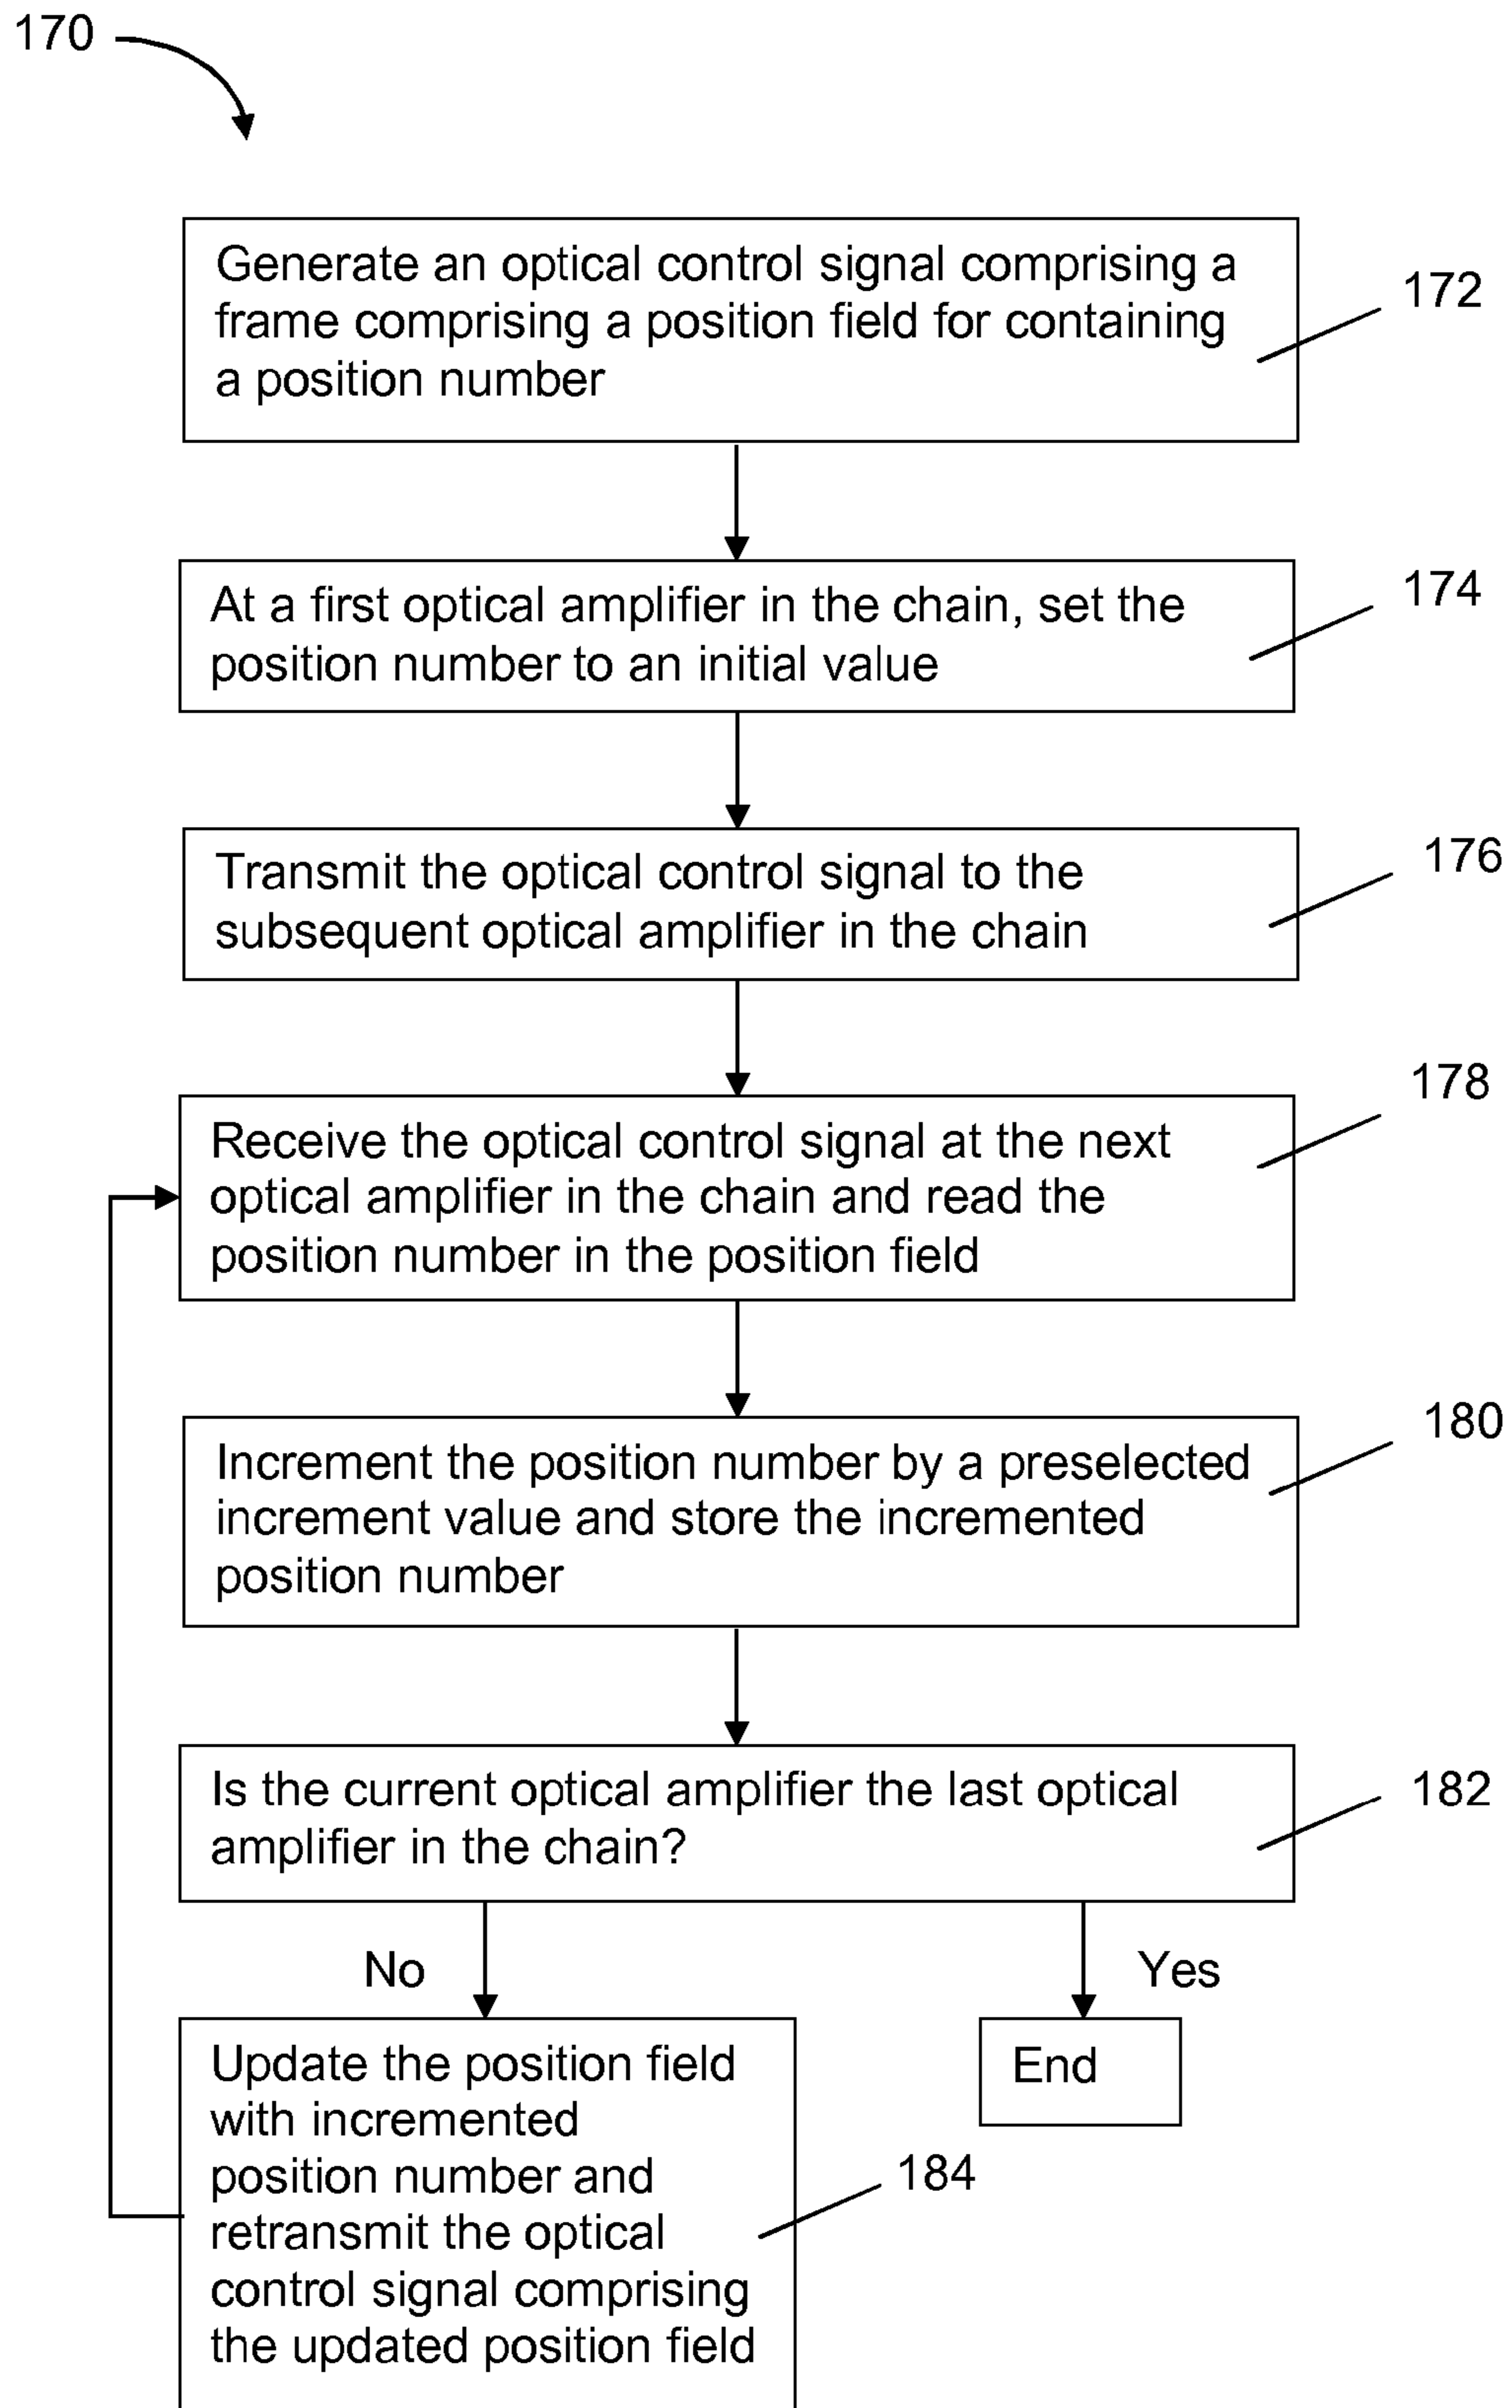 170
Generate an optical control signal comprising a
frame comprising a position field for containing
a position number
172
At a first optical amplifier in the chain, set the
position number to an initial value
174
Transmit the optical control signal to the
subsequent optical amplifier in the chain
176
Receive the optical control signal at the next
optical amplifier in the chain and read the
position number in the position field
178
Increment the position number by a preselected
increment value and store the incremented
position number
180
Is the current optical amplifier the last optical
amplifier in the chain?
182
No
Yes
Update the position field
with incremented
position number and
retransmit the optical
control signal comprising
the updated position field
184
End